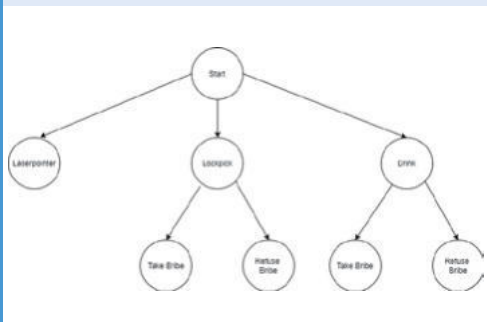 Start
Laserpointer
Lockpick
Drink
Take Bribe
Refuse
Bribe
Take Bribe
Refuse
Bribe